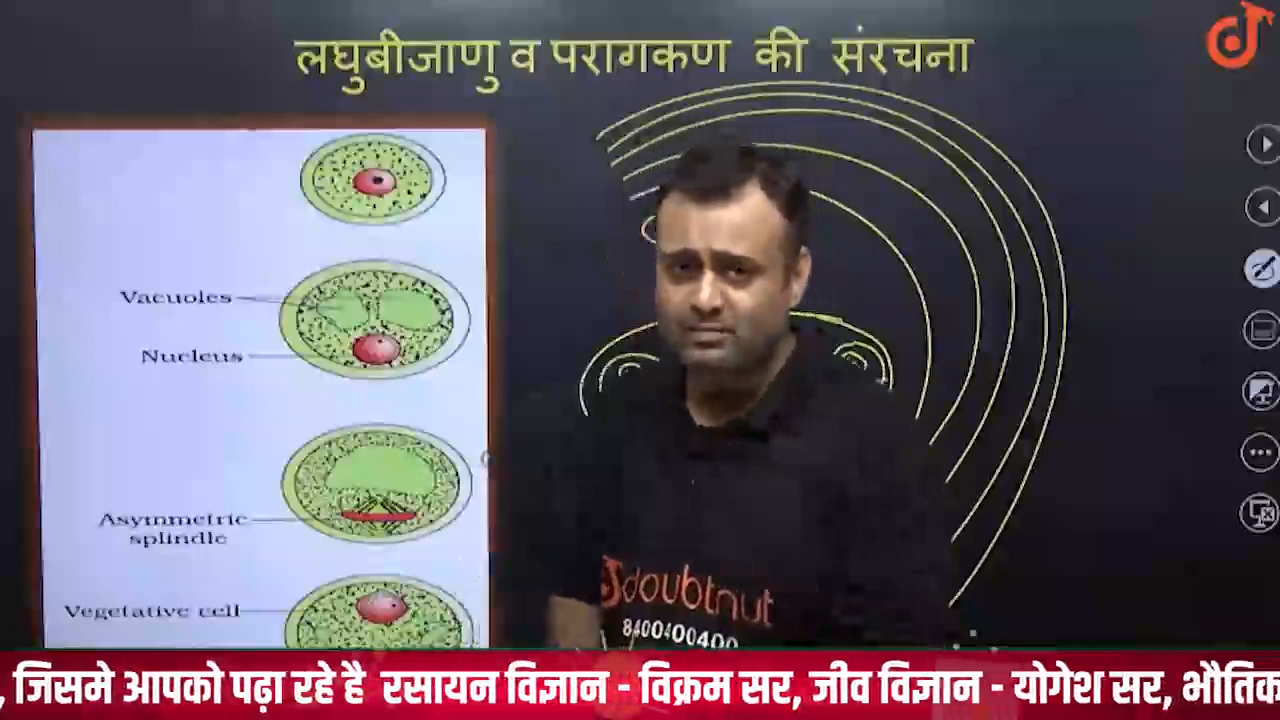 लघुबीजाणु व परागकण की संरचना
Vacuoles
Nucleus
Asymmetric
splindle
Vegetative cell
doubtnut
8400400400
, जिसमे आपको पढ़ा रहे है रसायन विज्ञान - विक्रम सर, जीव विज्ञान - योगेश सर, भौतिक